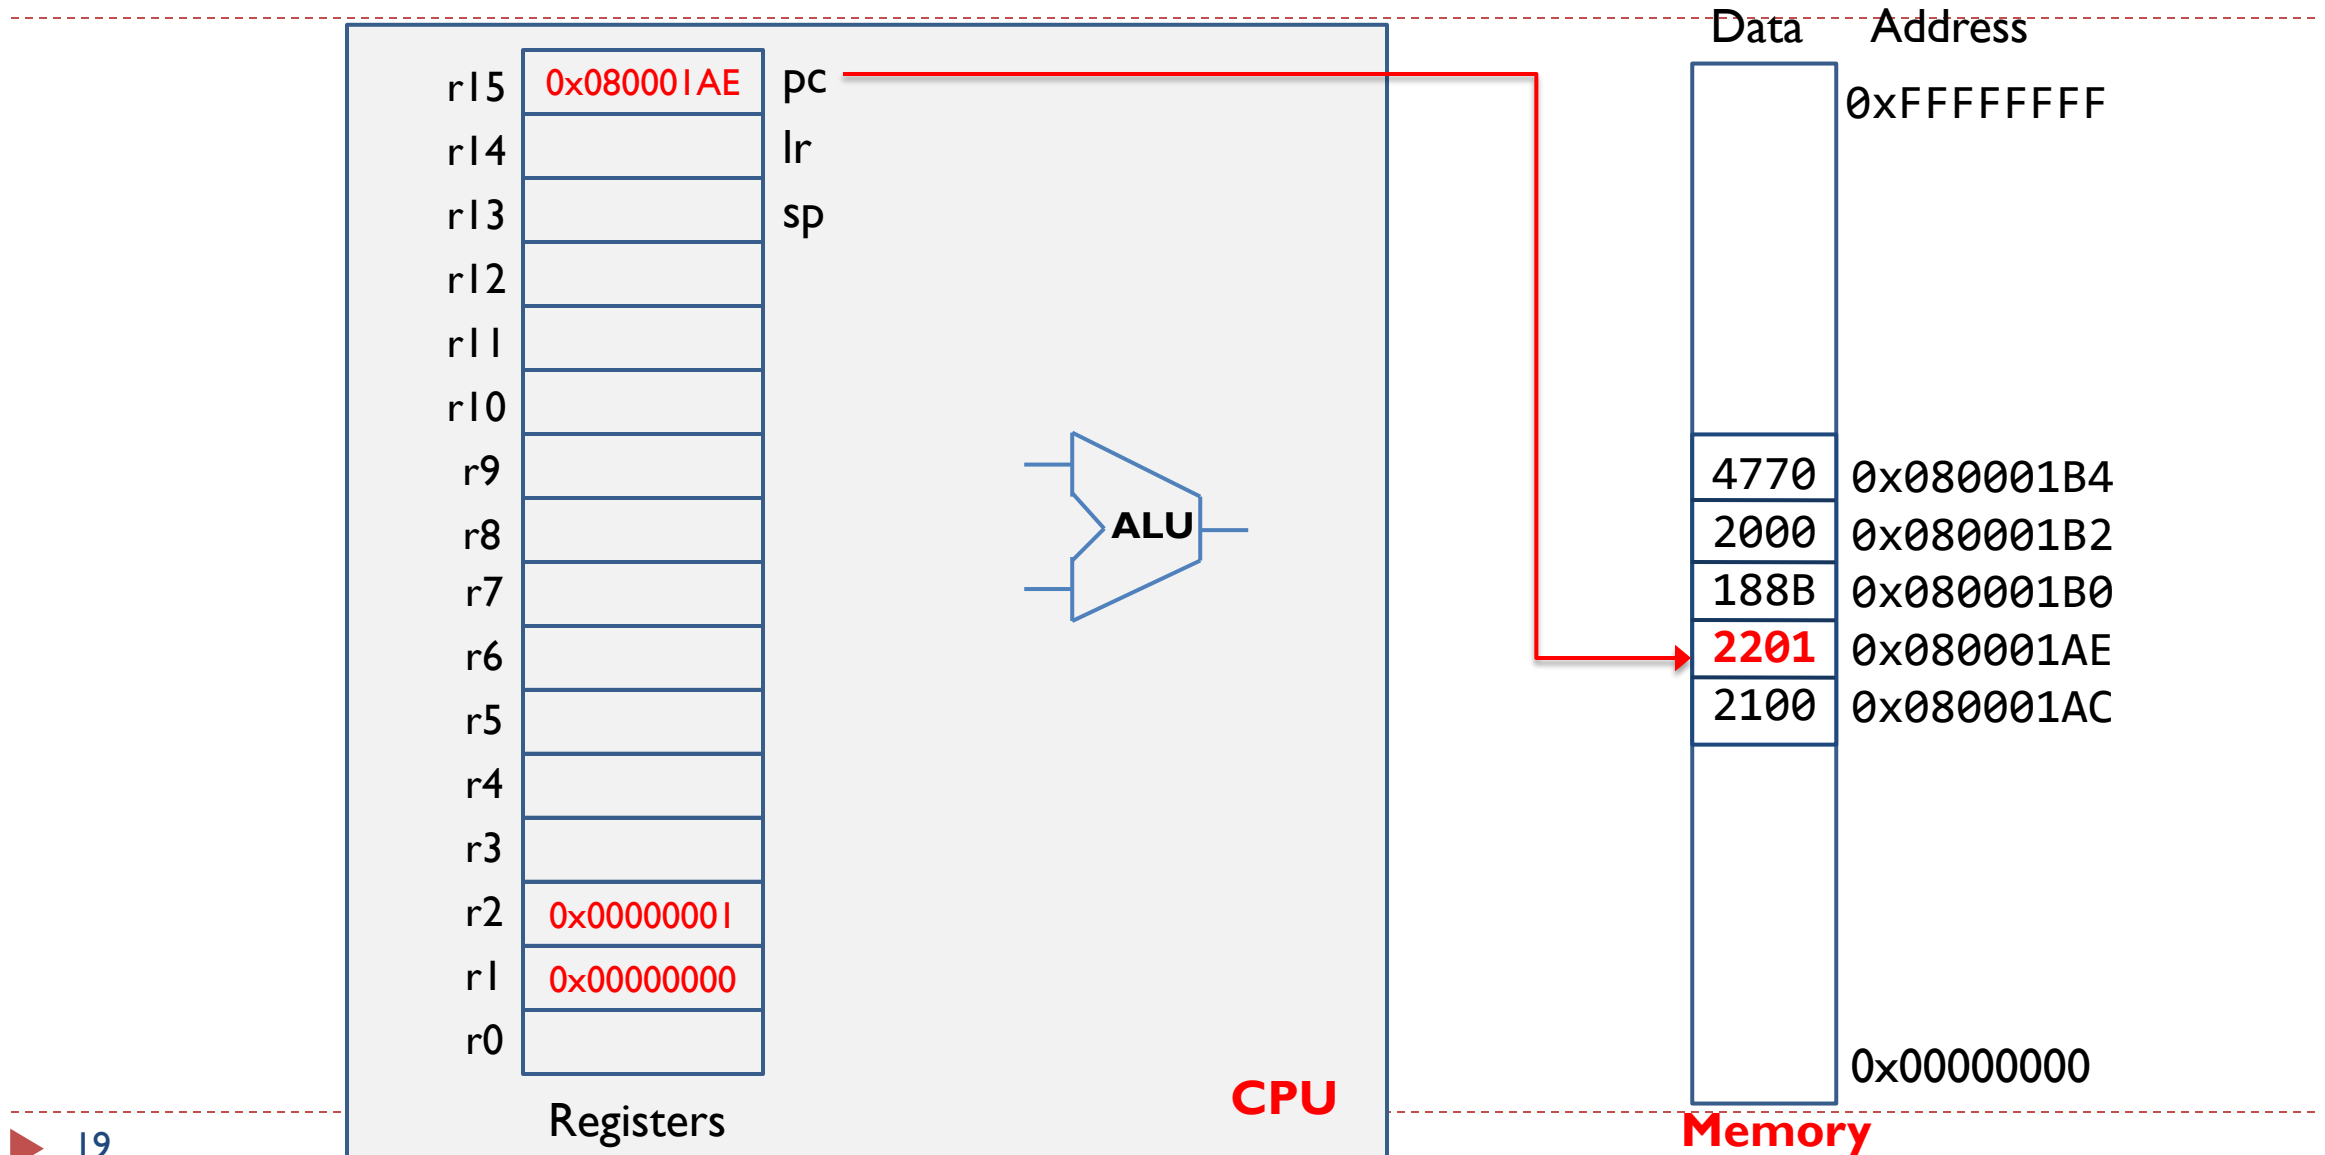 Data Address
r15 0x080001AE pc
0xFFFFFFFF
r14 lr
r13 sp
r12
r11
r10
r9 4770 0x080001B4
r8 ALU 2000 0x080001B2
r7 188B 0x080001B0
r6 2201 0x080001AE
r5 2100 0x080001AC
r4
r3
r2 0x00000001
r1 0x00000000
r0
0x00000000
CPU
Registers
Memory
19